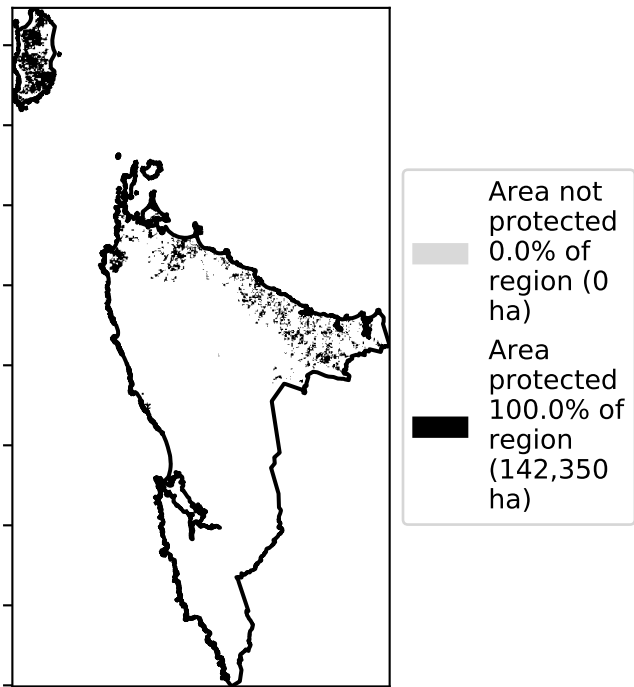 Area not
protected
0.0% of
region (0
ha)
Area
protected
100.0% of
region
(142,350
ha)